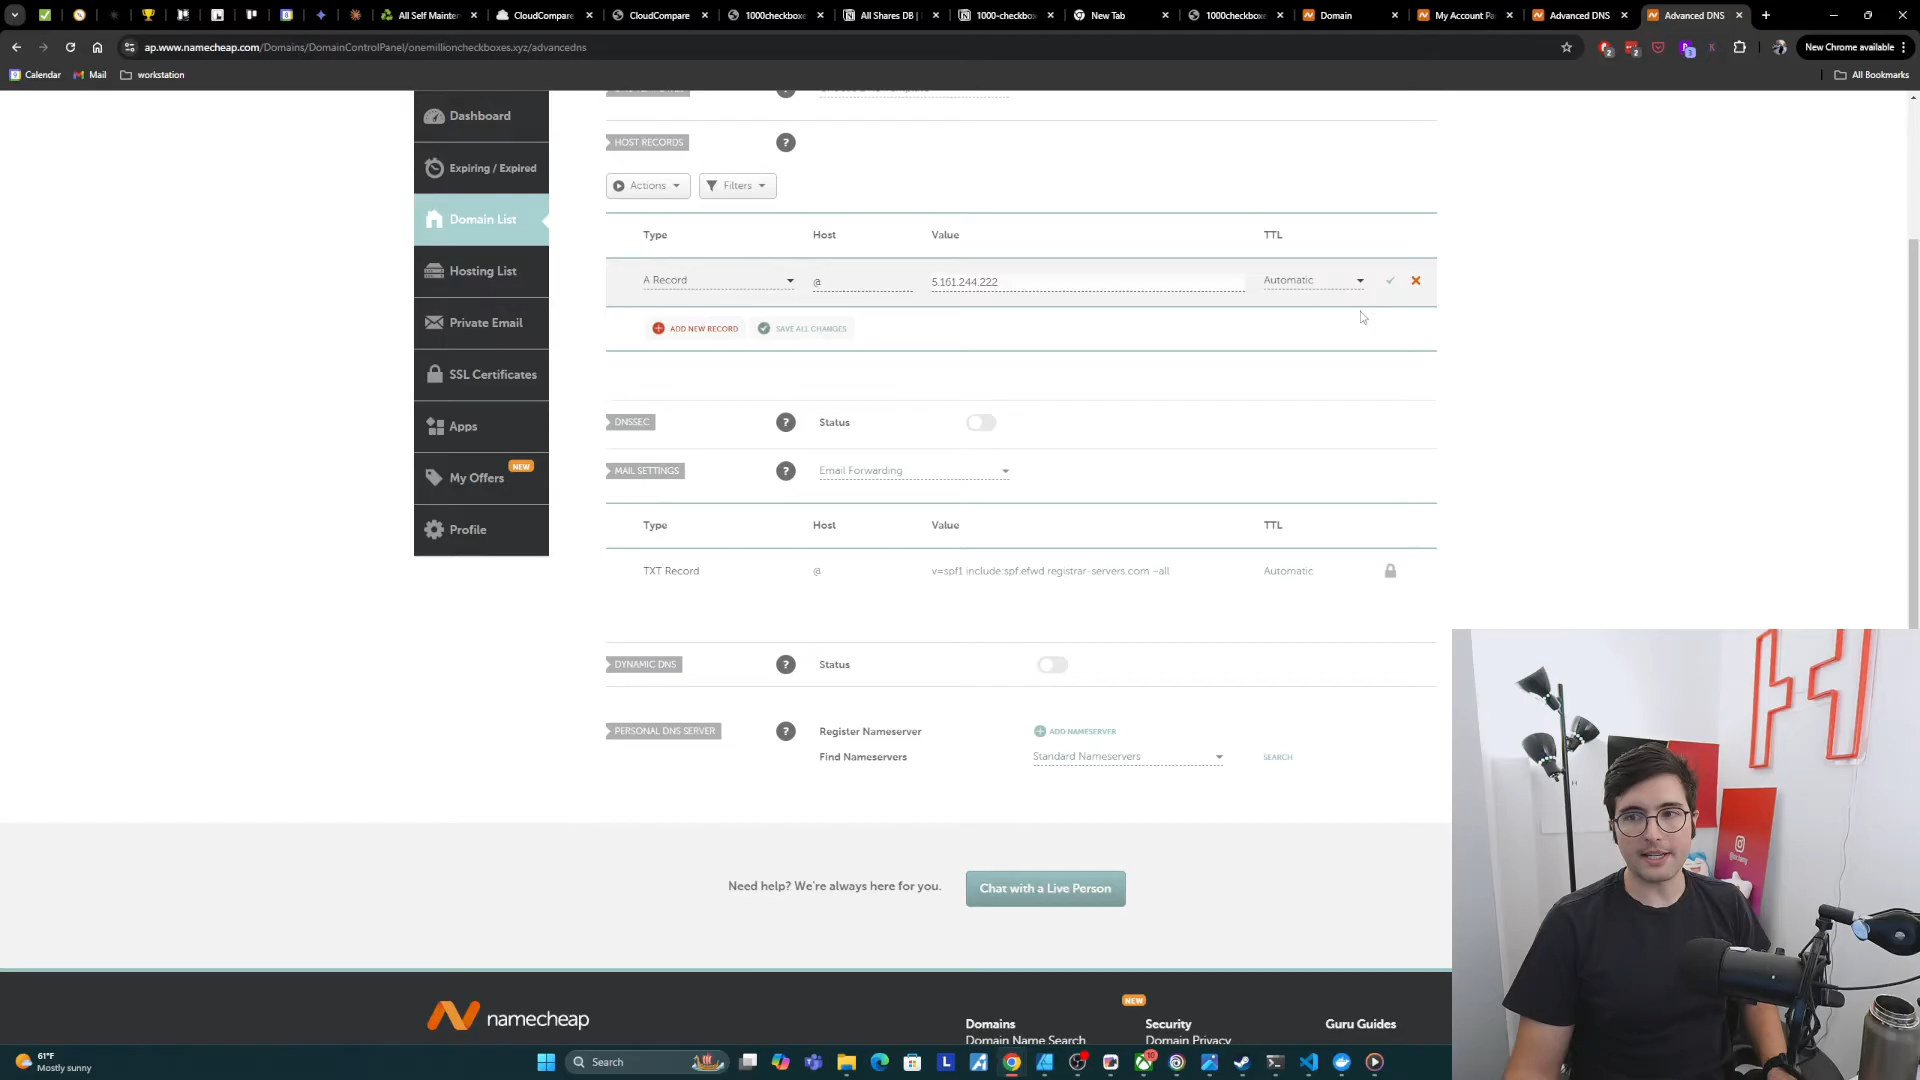 All Self Mainter
CloudCompare
CloudCompare
1000checkboxe
All Shares DB |
1000-checkbox
New Tab
1000checkboxe
Domain
My Account Pa
Advanced DNS
Advanced DNS
ap.www.namecheap.com/Domains/DomainControlPanel/onemillioncheckboxes.xyz/advancedns
New Chrome available
Calendar
Mail
workstation
All Bookmarks
Dashboard
Expiring / Expired
Domain List
Hosting List
Private Email
SSL Certificates
Apps
NEW
My Offers
Profile
HOST RECORDS
?
Actions
Filters
Type Host Value TTL
A Record @ 5.161.244.222 Automatic
ADD NEW RECORD SAVE ALL CHANGES
DNSSEC ? Status
MAIL SETTINGS ? Email Forwarding
Type Host Value TTL
TXT Record @ v=spf1 include:spf.efwd.registrar-servers.com ~all Automatic
DYNAMIC DNS ? Status
PERSONAL DNS SERVER ? Register Nameserver ADD NAMESERVER
Find Nameservers Standard Nameservers SEARCH
Need help? We're always here for you.
Chat with a Live Person
namecheap
NEW
Domains Security Guru Guides
Domain Name Search Domain Privacy
61°F
Mostly sunny
Search
10